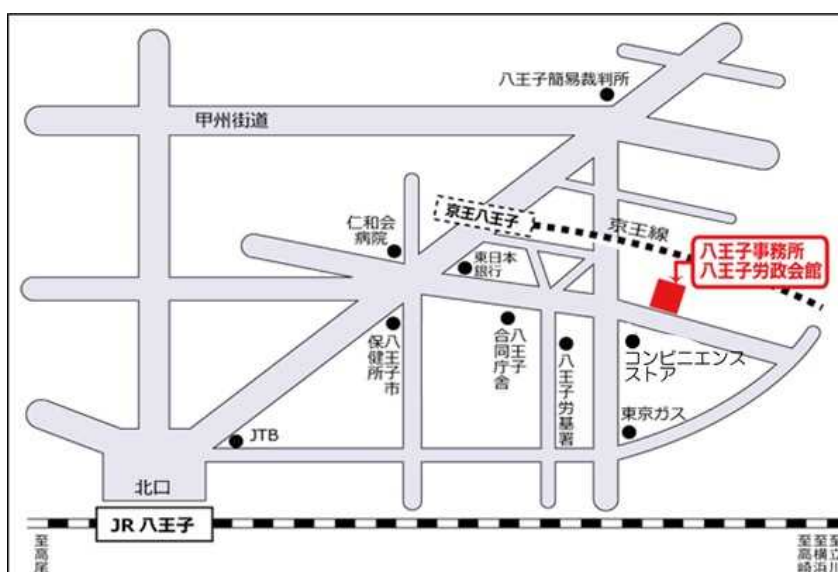 八王子簡易裁判所
甲州街道
京王八王子
京王線
仁和会
病院
東日本
銀行
八王子事務所
八王子労政会館
八王子市
保健所
八王子
合同庁舎
八王子労基署
コンビニエンス
ストア
東京ガス
JTB
北口
JR 八王子
至高尾
至立川
至横浜
至高崎